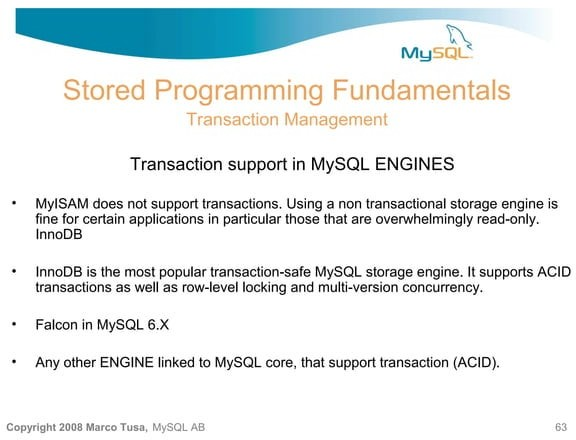 MySQL
Stored Programming Fundamentals
Transaction Management
Transaction support in MySQL ENGINES
• MyISAM does not support transactions. Using a non transactional storage engine is
fine for certain applications in particular those that are overwhelmingly read-only.
InnoDB
• InnoDB is the most popular transaction-safe MySQL storage engine. It supports ACID
transactions as well as row-level locking and multi-version concurrency.
• Falcon in MySQL 6.X
• Any other ENGINE linked to MySQL core, that support transaction (ACID).
Copyright 2008 Marco Tusa, MySQL AB 63